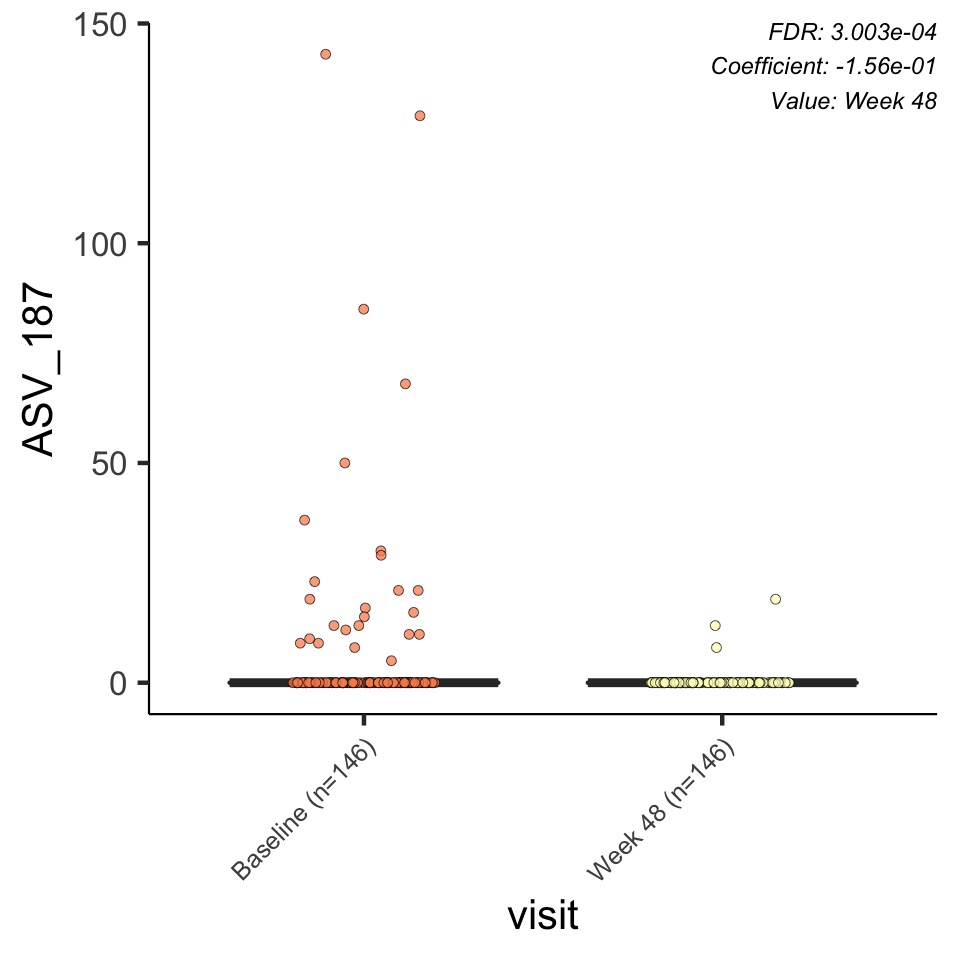 FDR: 3.003e-04
Coefficient: -1.56e-01
Value: Week 48
150
100
50
0
ASV_187
Baseline (n=146)
Week 48 (n=146)
visit